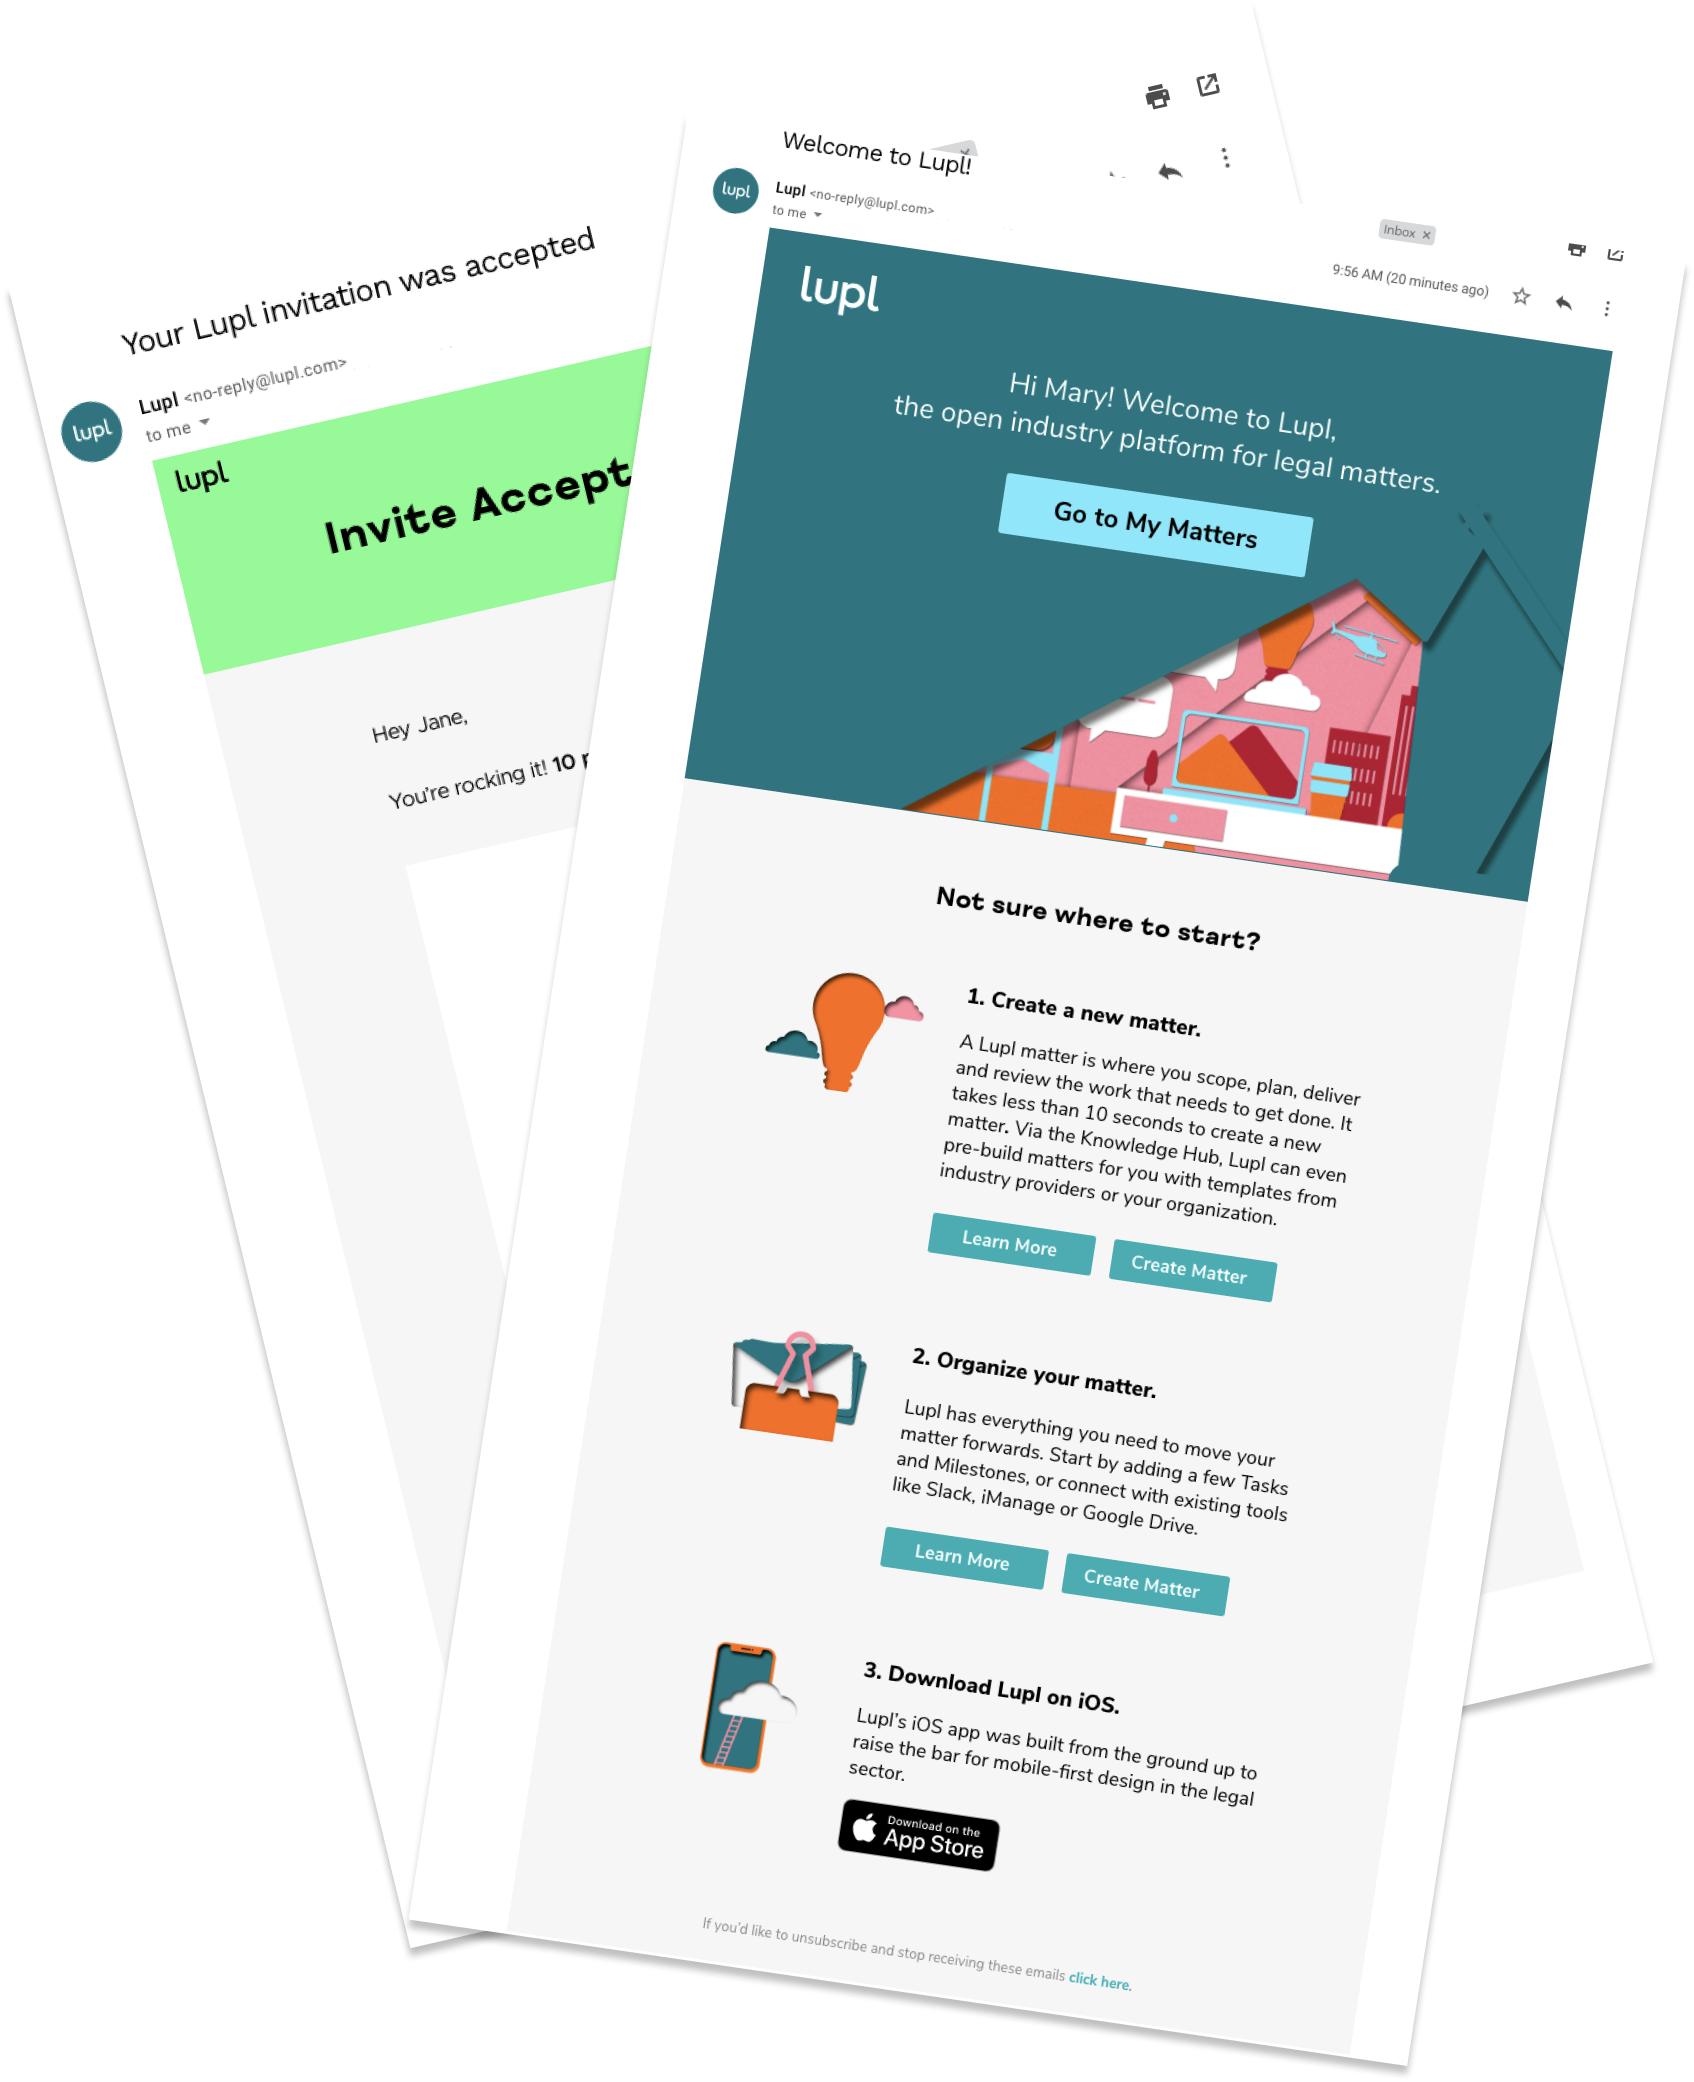 Your Lupl invitation was accepted
lupl
Lupl <no-reply@lupl.com>
to me
lupl
Invite Accept
Hey Jane,
You're rocking it! 10
Welcome to Lupl!
Inbox ×
lupl
Lupl <no-reply@lupl.com>
to me
9:56 AM (20 minutes ago)
lupl
Hi Mary! Welcome to Lupl,
the open industry platform for legal matters.
Go to My Matters
Not sure where to start?
1. Create a new matter.
A Lupl matter is where you scope, plan, deliver
and review the work that needs to get done. It
takes less than 10 seconds to create a new
matter. Via the Knowledge Hub, Lupl can even
pre-build matters for you with templates from
industry providers or your organization.
Learn More
Create Matter
2. Organize your matter.
Lupl has everything you need to move your
matter forwards. Start by adding a few Tasks
and Milestones, or connect with existing tools
like Slack, iManage or Google Drive.
Learn More
Create Matter
3. Download Lupl on iOS.
Lupl's iOS app was built from the ground up to
raise the bar for mobile-first design in the legal
sector.
Download on the
App Store
If you'd like to unsubscribe and stop receiving these emails click here.